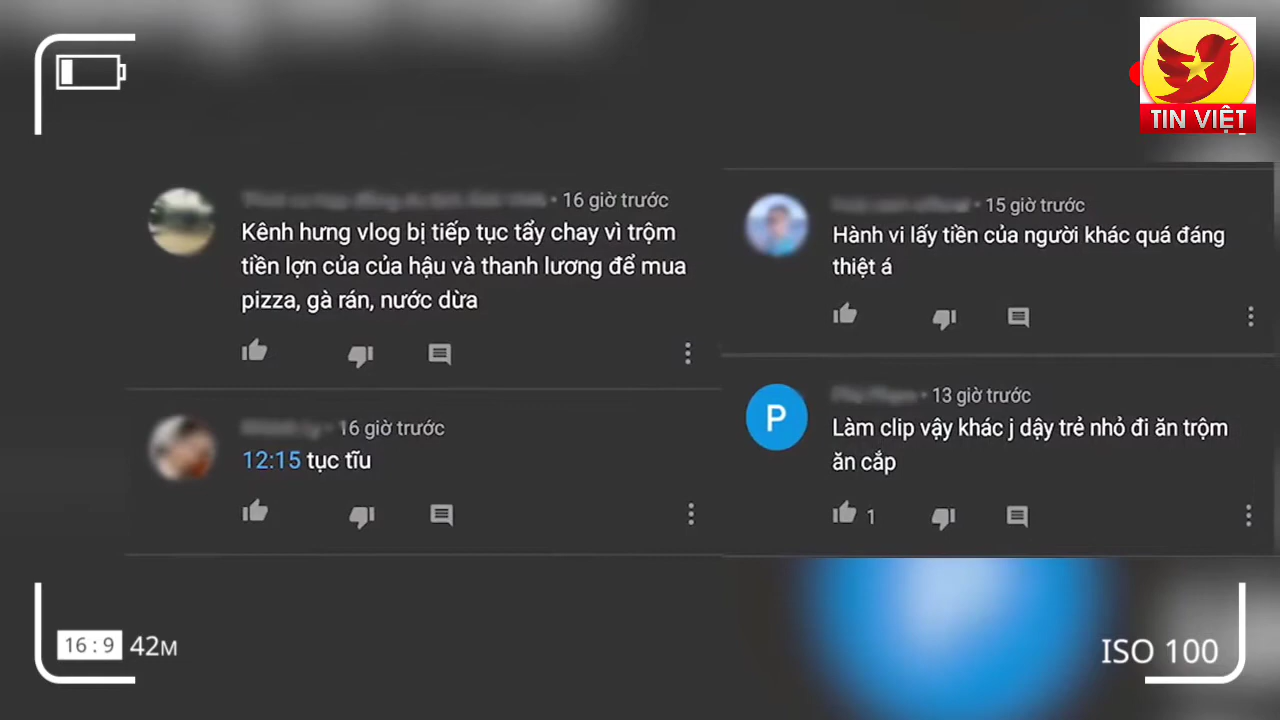 TIN VIỆT
• 16 giờ trước
Kênh hưng vlog bị tiếp tục tẩy chay vì trộm
tiền lợn của của hậu và thanh lương để mua
pizza, gà rán, nước dừa
• 16 giờ trước
12:15 tục tĩu
• 15 giờ trước
Hành vi lấy tiền của người khác quá đáng
thiệt á
P
• 13 giờ trước
Làm clip vậy khác j dậy trẻ nhỏ đi ăn trộm
ăn cắp
1
16 : 9 42M
ISO 100